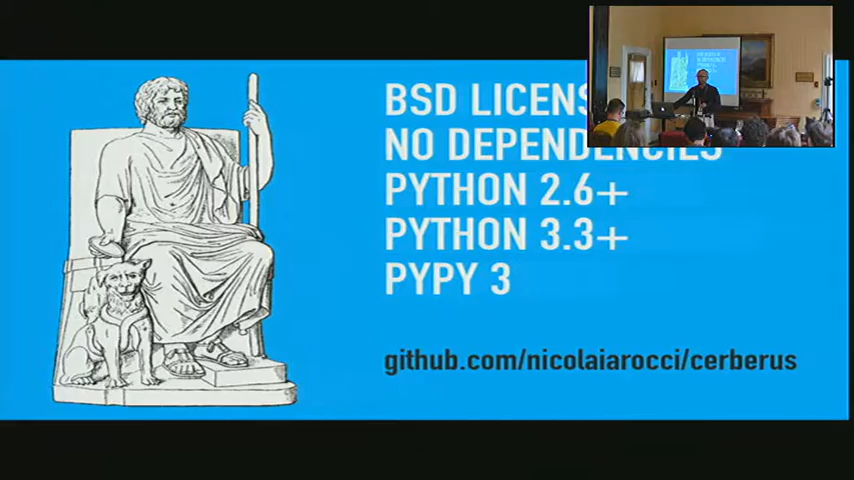 BSD LICENS
NO DEPENDENCIES
PYTHON 2.6+
PYTHON 3.3+
PYPY 3
github.com/nicolaiarocci/cerberus